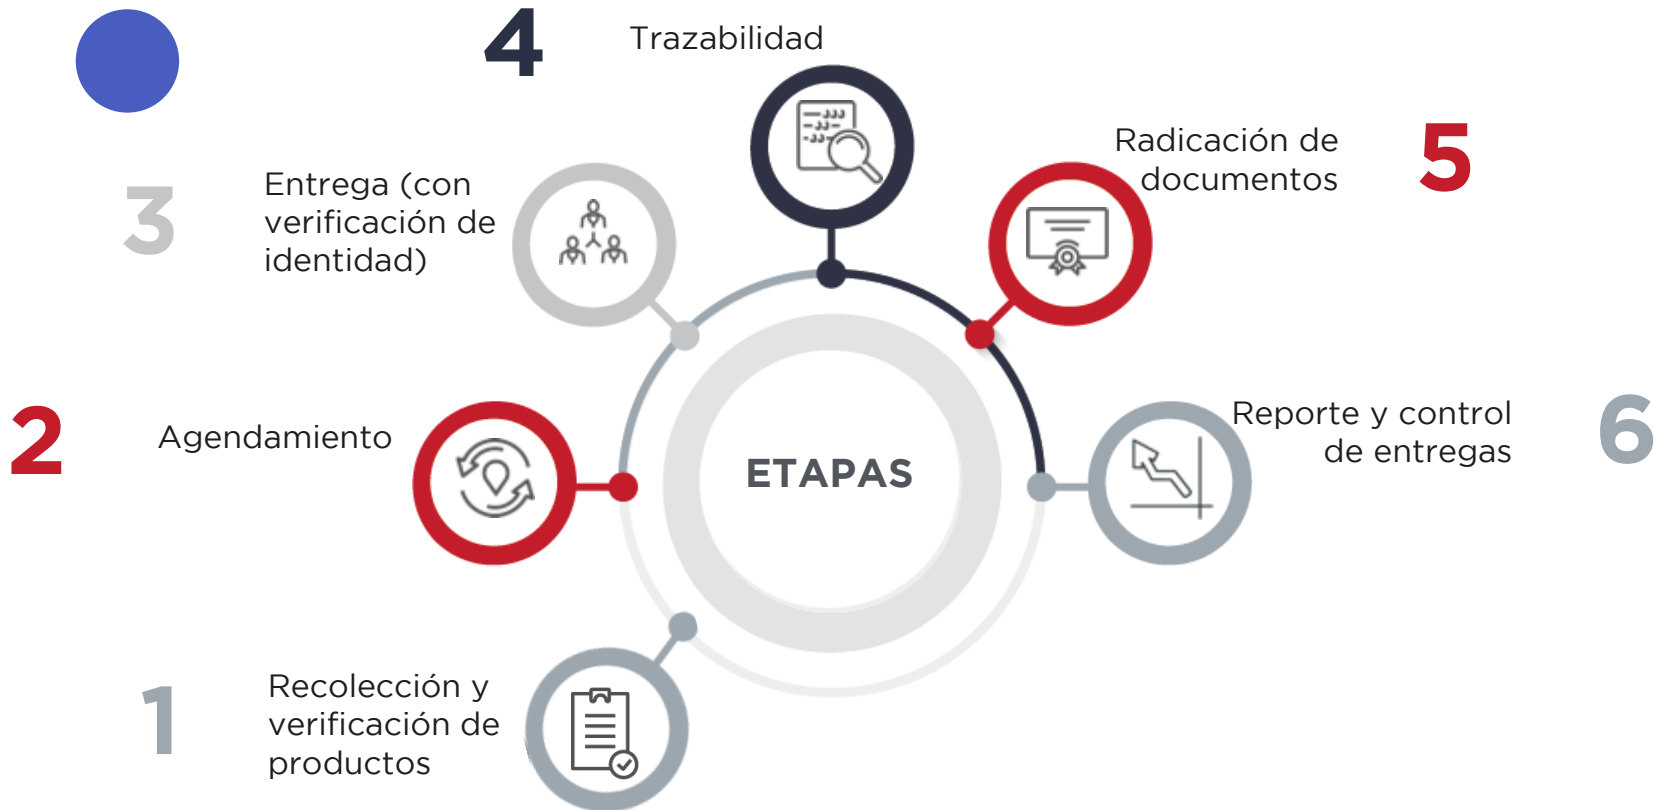 4
Trazabilidad
5
Radicación de
documentos
3
Entrega (con
verificación de
identidad)
2
Agendamiento
ETAPAS
6
Reporte y control
de entregas
1
Recolección y
verificación de
productos